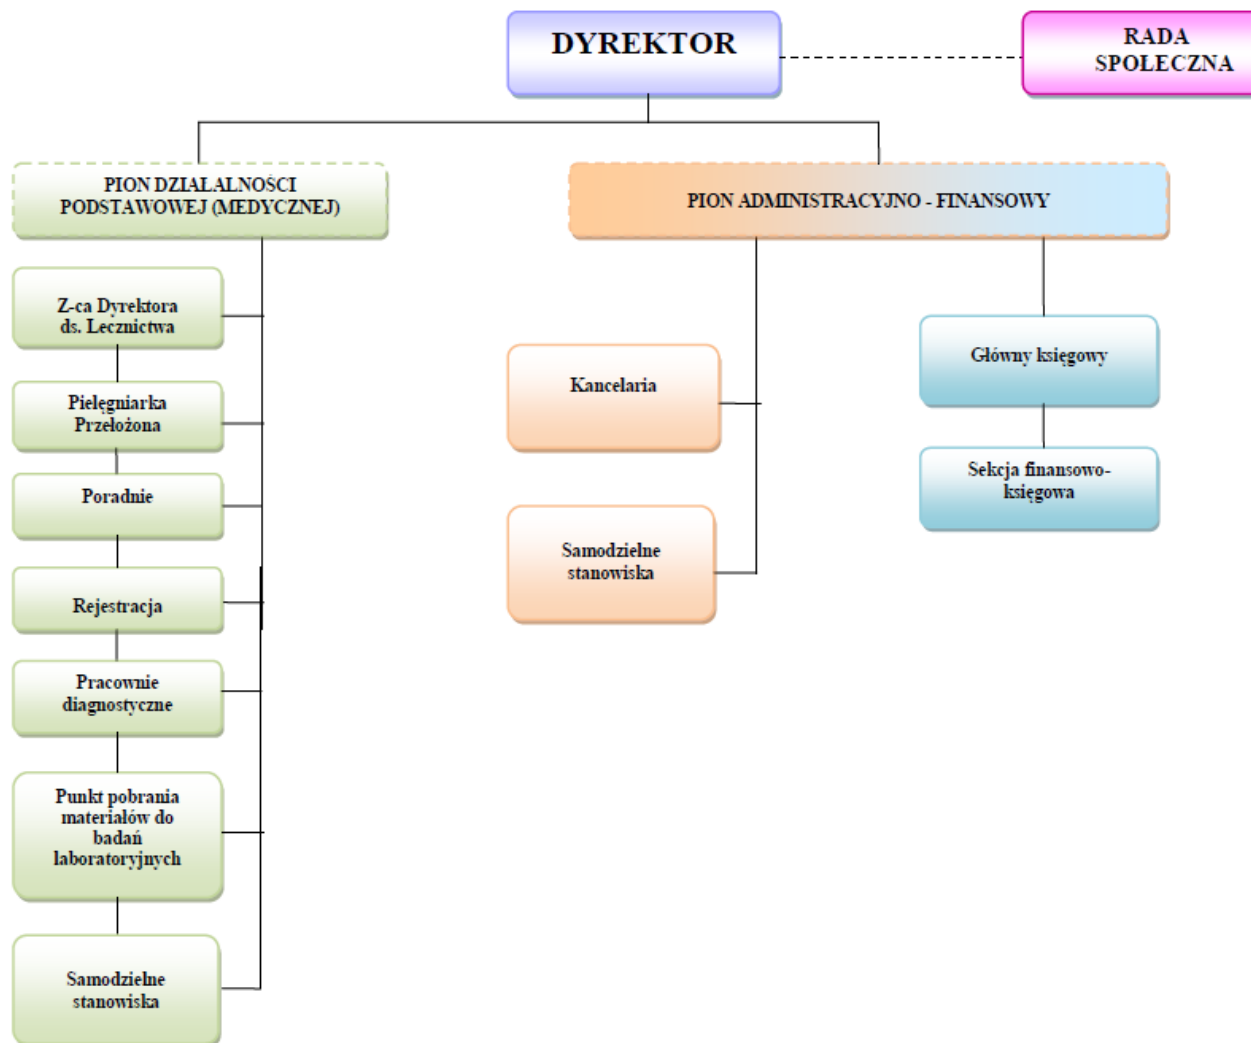 DYREKTOR
RADA
SPOŁECZNA
PION DZIAŁALNOŚCI
PODSTAWOWEJ (MEDYCZNEJ)
PION ADMINISTRACYJNO - FINANSOWY
Z-ca Dyrektora
ds. Lecznictwa
Pielęgniarka
Przełożona
Poradnie
Rejestracja
Pracownie
diagnostyczne
Punkt pobrania
materiałów do
badań
laboratoryjnych
Samodzielne
stanowiska
Kancelaria
Samodzielne
stanowiska
Główny księgowy
Sekcja finansowo-
księgowa